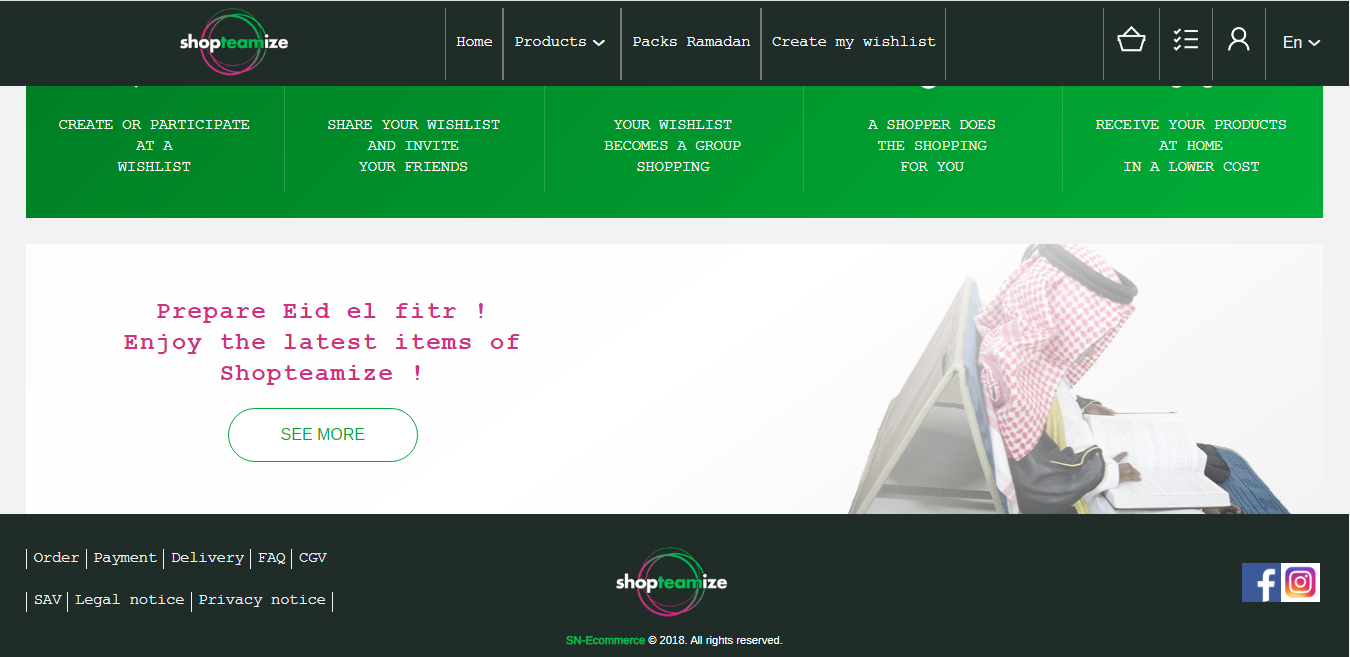 shopteamize
Home
Products
Packs Ramadan
Create my wishlist
En
CREATE OR PARTICIPATE
AT A
WISHLIST
SHARE YOUR WISHLIST
AND INVITE
YOUR FRIENDS
YOUR WISHLIST
BECOMES A GROUP
SHOPPING
A SHOPPER DOES
THE SHOPPING
FOR YOU
RECEIVE YOUR PRODUCTS
AT HOME
IN A LOWER COST
Prepare Eid el fitr !
Enjoy the latest items of
Shopteamize !
SEE MORE
Order
Payment
Delivery
FAQ
CGV
SAV
Legal notice
Privacy notice
shopteamize
SN-Ecommerce © 2018. All rights reserved.